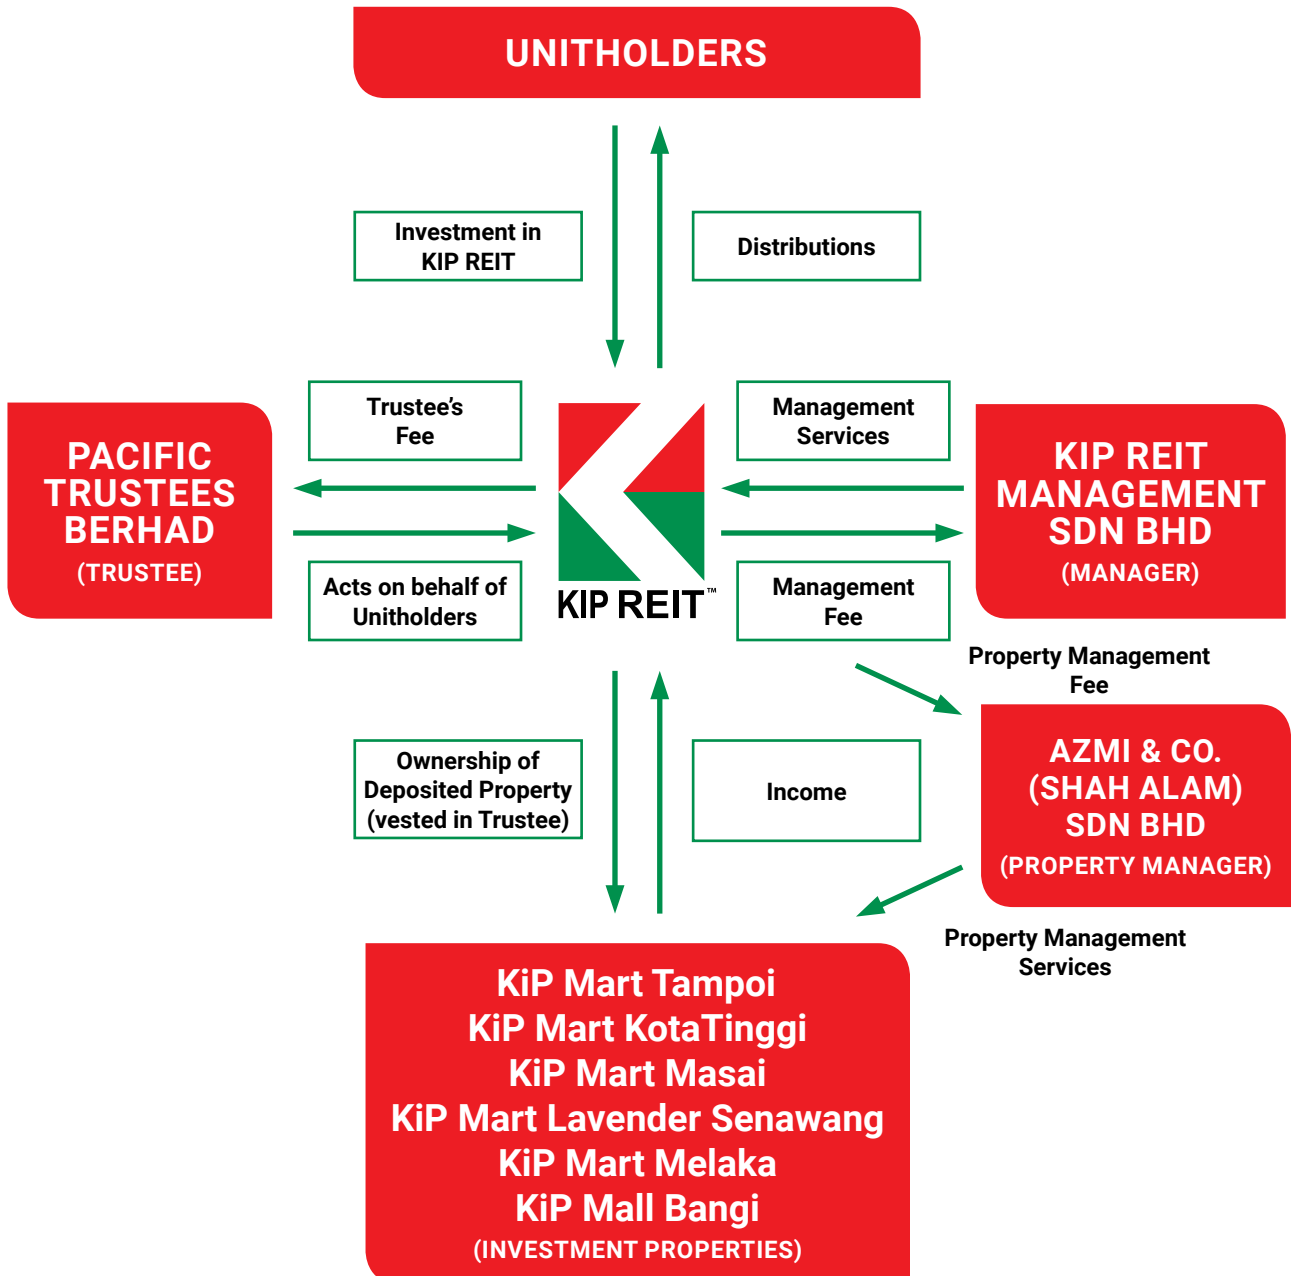 UNITHOLDERS
Investment in
KIP REIT
Distributions
Trustee's
Fee
Management
Services
PACIFIC
TRUSTEES
BERHAD
(TRUSTEE)
KIP REIT
MANAGEMENT
SDN BHD
(MANAGER)
Acts on behalf of
Unitholders
KIP REIT™
Management
Fee
Property Management
Fee
Ownership of
Deposited Property
(vested in Trustee)
Income
AZMI & CO.
(SHAH ALAM)
SDN BHD
(PROPERTY MANAGER)
Property Management
Services
KiP Mart Tampoi
KiP Mart KotaTinggi
KiP Mart Masai
KiP Mart Lavender Senawang
KiP Mart Melaka
KiP Mall Bangi
(INVESTMENT PROPERTIES)